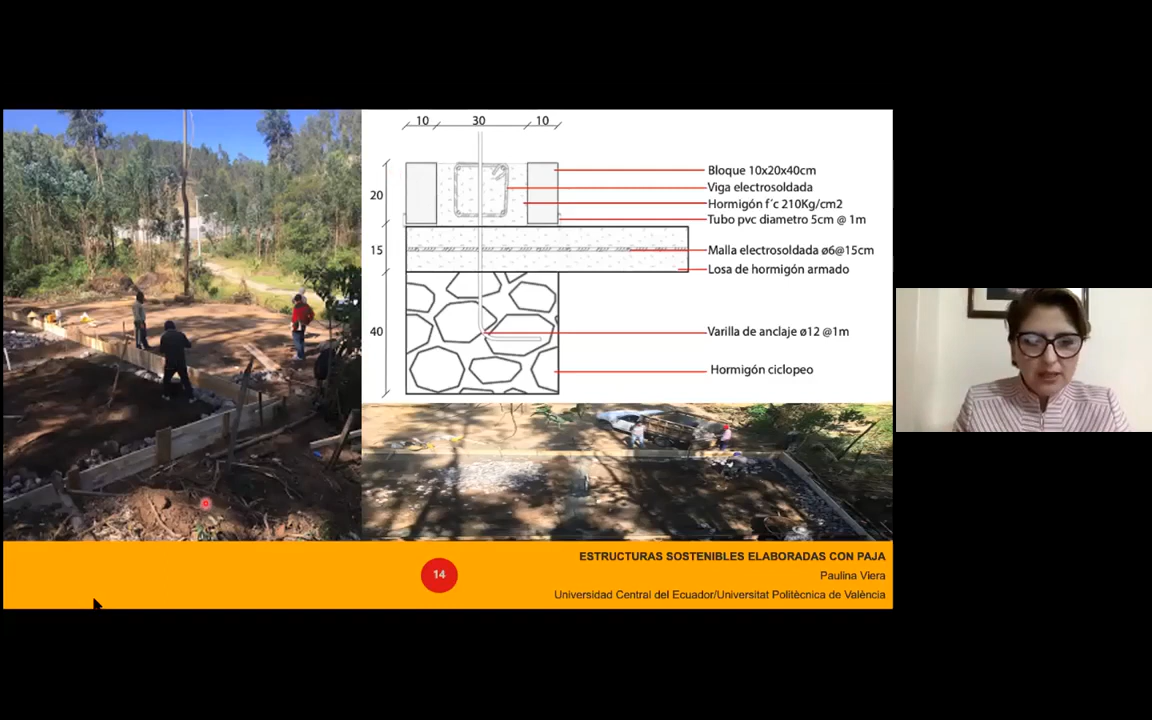 10 30 10
20
15
40
Bloque 10x20x40cm
Viga electrosoldada
Hormigón f´c 210Kg/cm2
Tubo pvc diametro 5cm @ 1m
Malla electrosoldada ø6@15cm
Losa de hormigón armado
Varilla de anclaje ø12 @1m
Hormigón ciclopeo
14
ESTRUCTURAS SOSTENIBLES ELABORADAS CON PAJA
Paulina Viera
Universidad Central del Ecuador/Universitat Politècnica de València